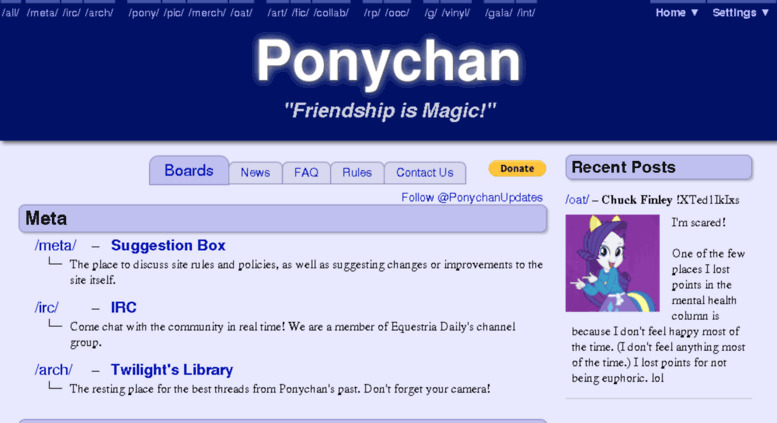 /all/ /meta/ /irc/ /arch/ /pony/ /pic/ /merch/ /oat/ /art/ /fic/ /collab/ /rp/ /ooc/ /g/ /vinyl/ /gala/ /int/ Home ▼ Settings ▼
Ponychan
"Friendship is Magic!"
Boards News FAQ Rules Contact Us Donate
Follow @PonychanUpdates
Meta
/meta/ – Suggestion Box
The place to discuss site rules and policies, as well as suggesting changes or improvements to the
site itself.
/irc/ – IRC
Come chat with the community in real time! We are a member of Equestria Daily's channel
group.
/arch/ – Twilight's Library
The resting place for the best threads from Ponychan's past. Don't forget your camera!
Recent Posts
/oat/ – Chuck Finley !XTed1IkIxs
I'm scared!
One of the few
places I lost
points in the
mental health
column is
because I don't feel happy most of
the time. (I don't feel anything most
of the time.) I lost points for not
being euphoric. lol